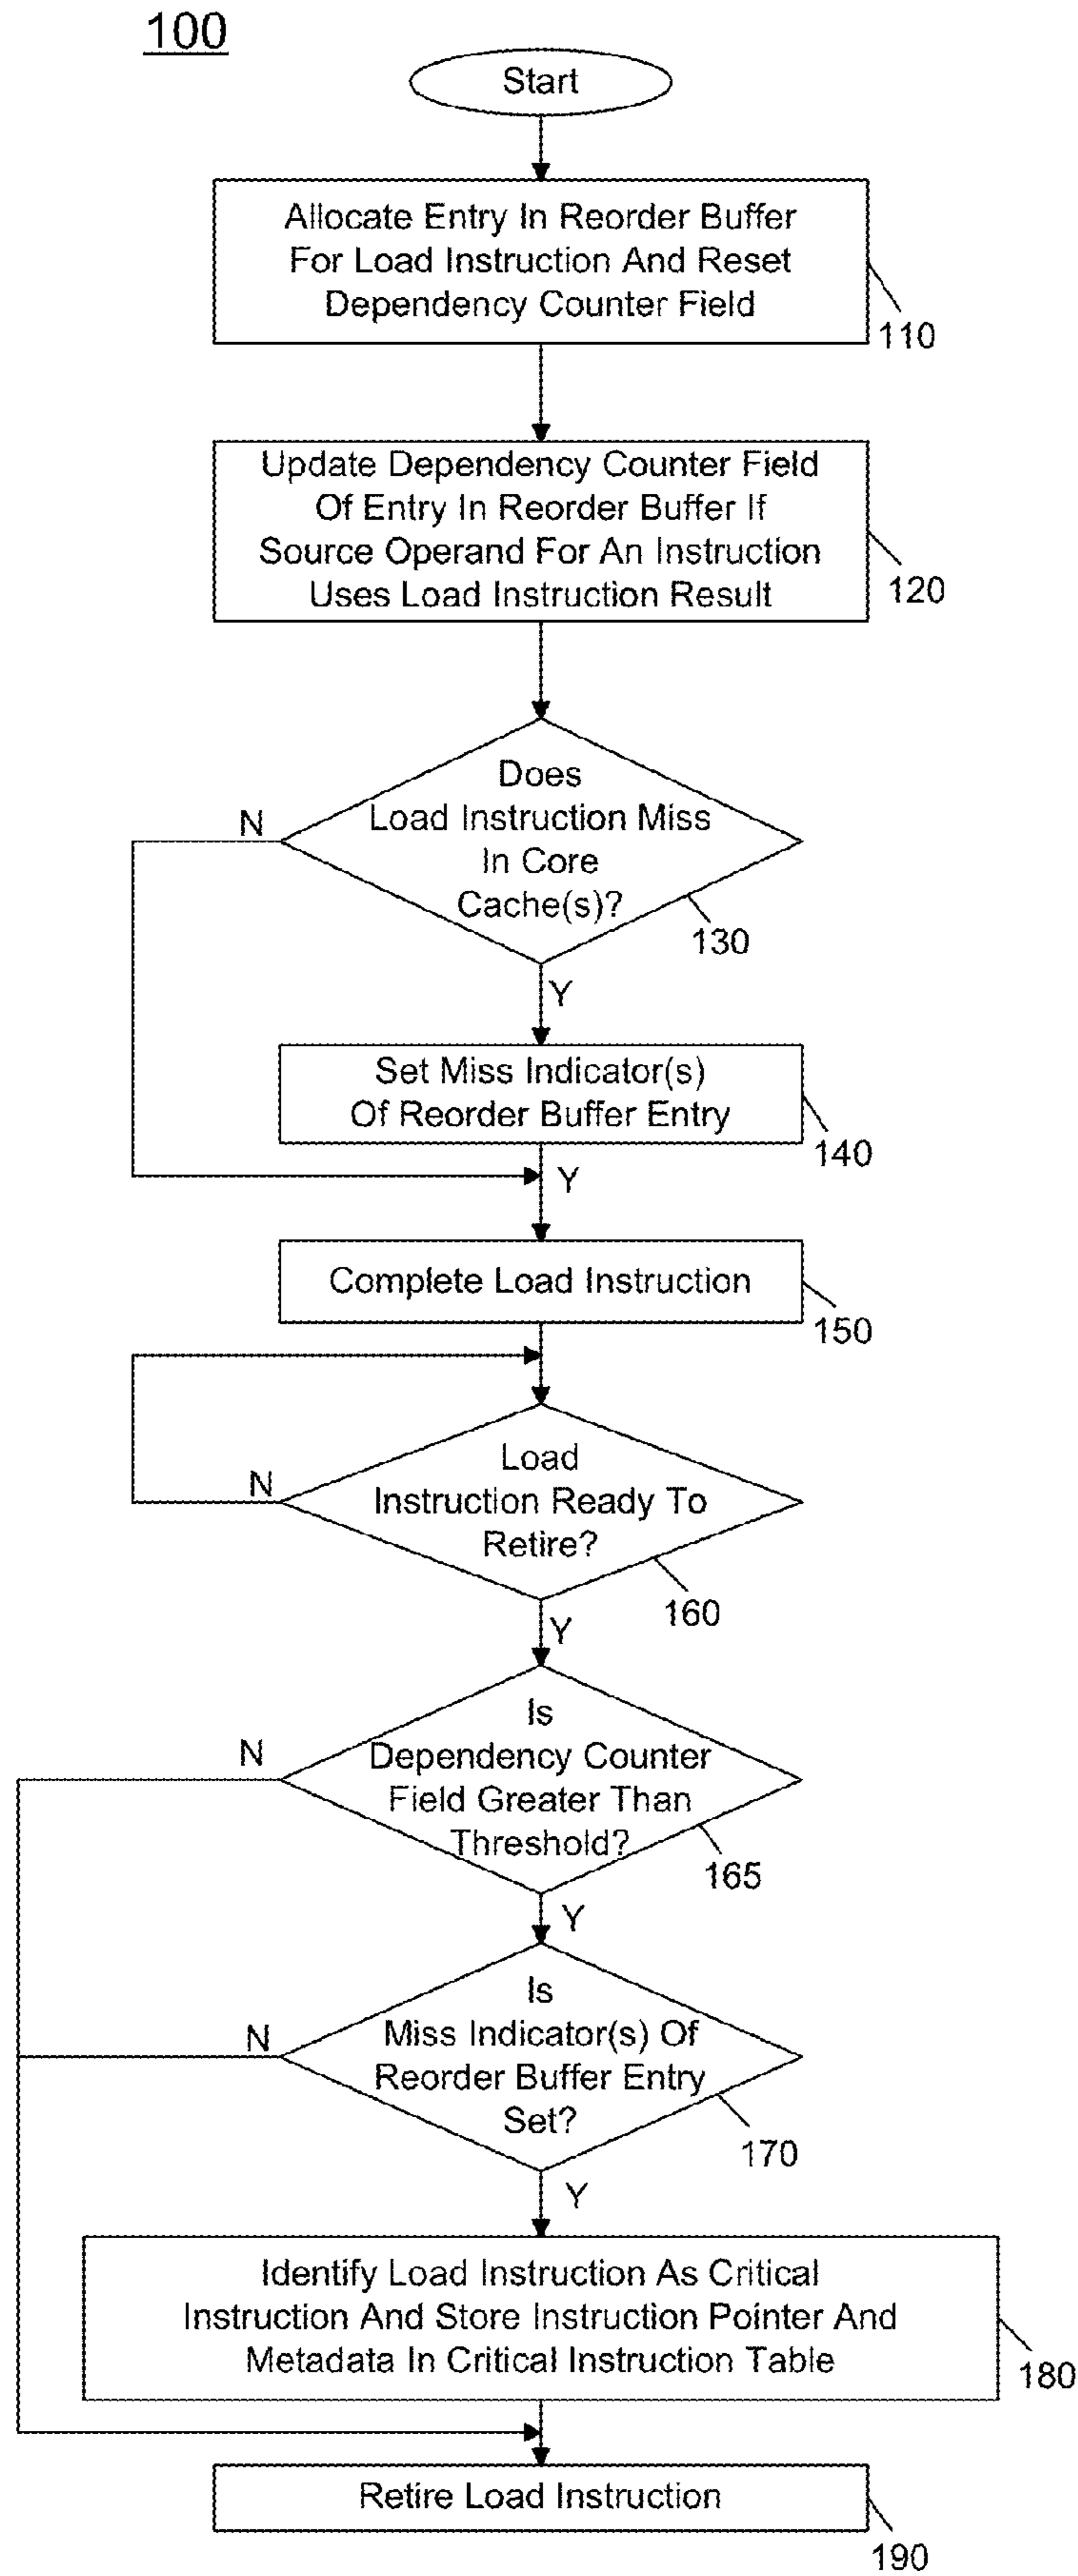 100
Start
Allocate Entry In Reorder Buffer
For Load Instruction And Reset
Dependency Counter Field
110
Update Dependency Counter Field
Of Entry In Reorder Buffer If
Source Operand For An Instruction
Uses Load Instruction Result
120
Does
Load Instruction Miss
In Core
Cache(s)?
N
130
Y
Set Miss Indicator(s)
Of Reorder Buffer Entry
140
Y
Complete Load Instruction
150
Load
Instruction Ready To
Retire?
N
160
Y
Is
Dependency Counter
Field Greater Than
Threshold?
N
165
Y
Is
Miss Indicator(s) Of
Reorder Buffer Entry
Set?
N
170
Y
Identify Load Instruction As Critical
Instruction And Store Instruction Pointer And
Metadata In Critical Instruction Table
180
Retire Load Instruction
190